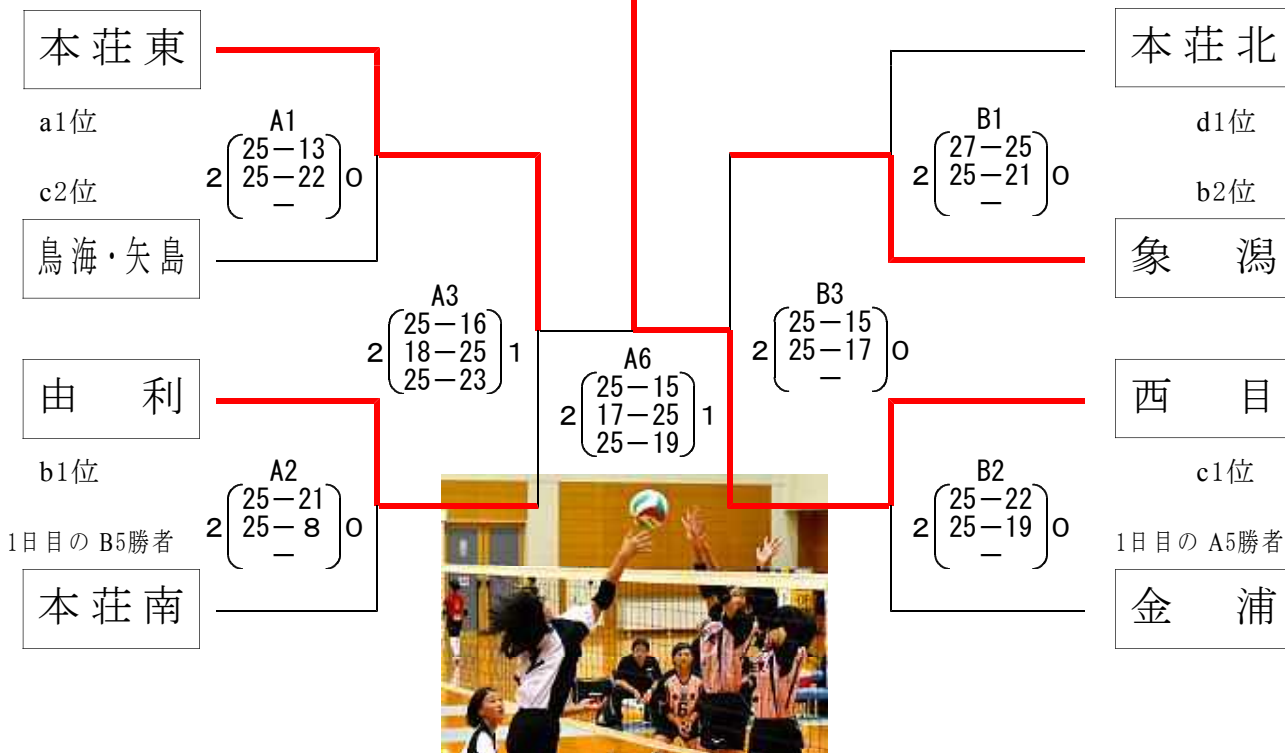 本荘東
a1位
A1
2 25－13 0
25－22
－
c2位
鳥海・矢島
A3
2 25－16 1
18－25
25－23
由利
b1位
A2
2 25－21 0
25－8
－
1日目の B5勝者
本荘南
A6
2 25－15 1
17－25
25－19
本荘北
d1位
B1
2 27－25 0
25－21
－
b2位
象潟
B3
2 25－15 0
25－17
－
西目
c1位
B2
2 25－22 0
25－19
－
1日目の A5勝者
金浦